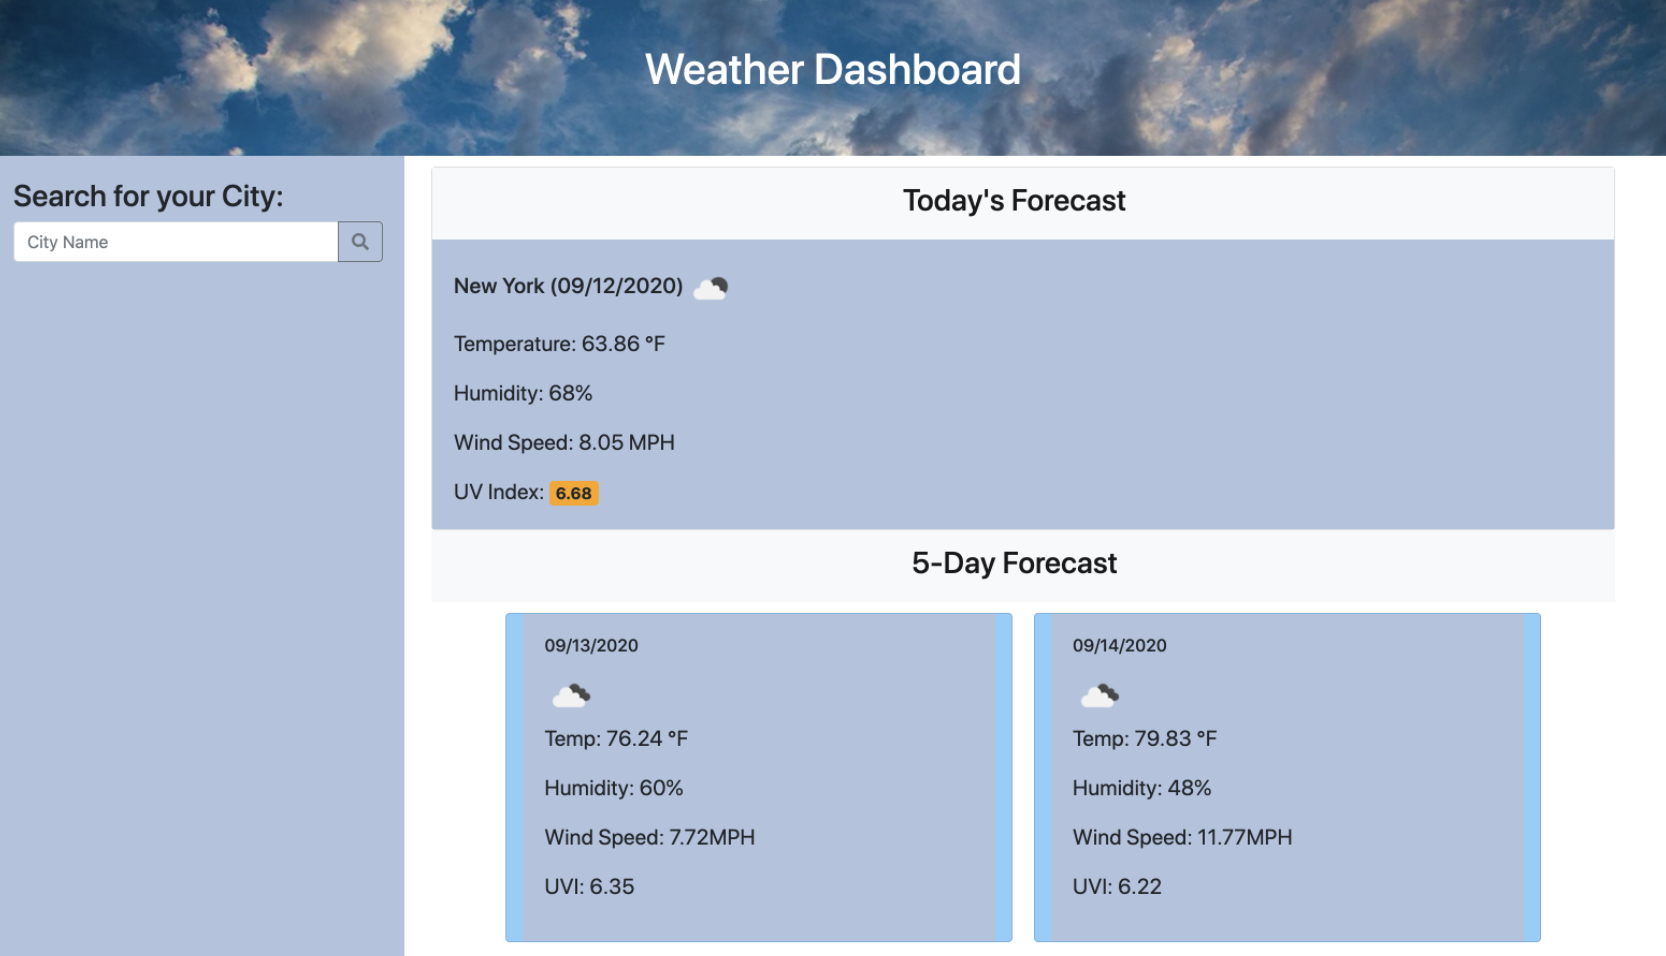 Weather Dashboard
Search for your City:
City Name
Today's Forecast
New York (09/12/2020)
Temperature: 63.86 °F
Humidity: 68%
Wind Speed: 8.05 MPH
UV Index: 6.68
5-Day Forecast
09/13/2020
Temp: 76.24 °F
Humidity: 60%
Wind Speed: 7.72MPH
UVI: 6.35
09/14/2020
Temp: 79.83 °F
Humidity: 48%
Wind Speed: 11.77MPH
UVI: 6.22